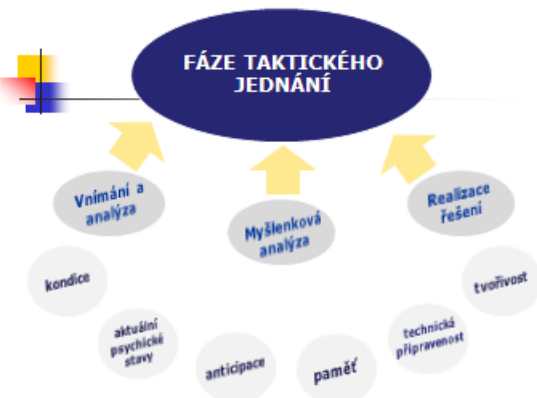 FÁZE TAKTICKÉHO
JEDNÁNÍ
Vnímání a
analýza
Myšlenková
analýza
Realizace
řešení
kondice
aktuální
psychické
stavy
anticipace
paměť
technická
připravenost
tvořivost